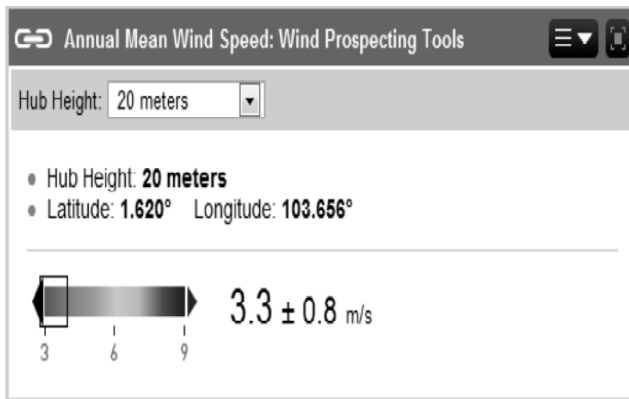 Annual Mean Wind Speed: Wind Prospecting Tools
Hub Height: 20 meters
Hub Height: 20 meters
Latitude: 1.620° Longitude: 103.656°
3.3 ± 0.8 m/s
3 6 9